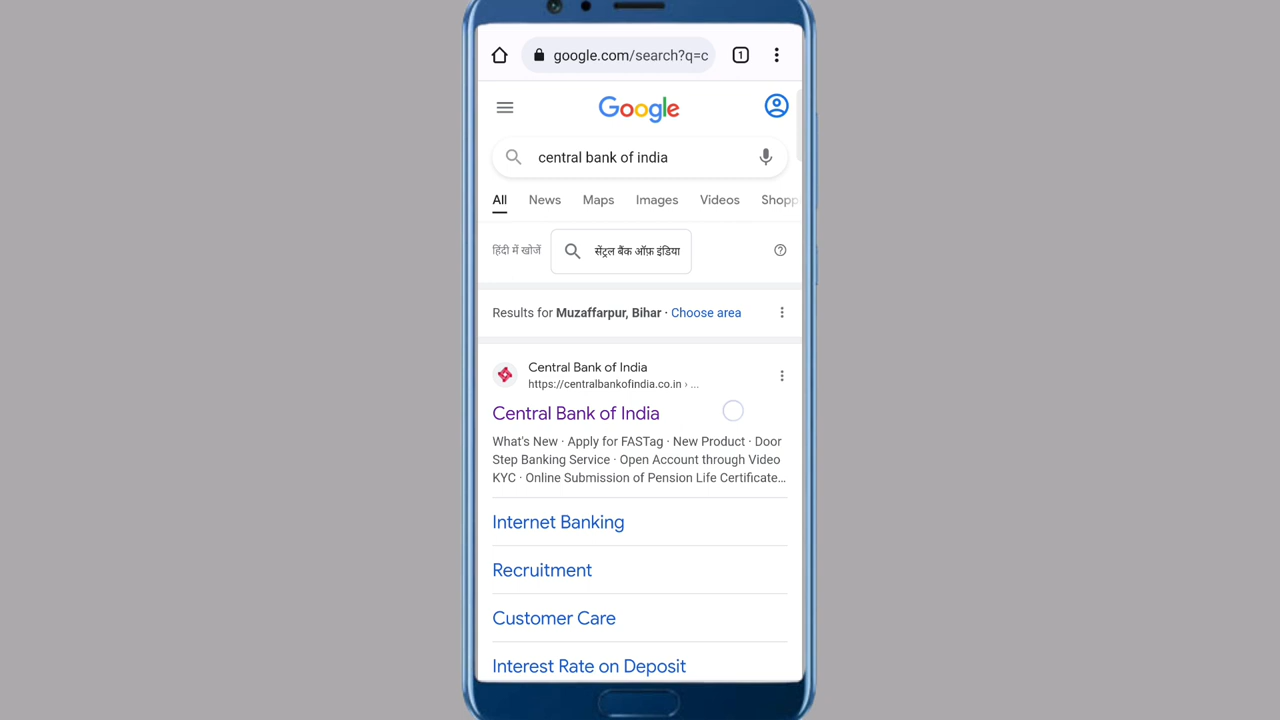 google.com/search?q=c
1
Google
central bank of india
All News Maps Images Videos Shopp
हिंदी में खोजें सेंट्रल बैंक ऑफ़ इंडिया
Results for Muzaffarpur, Bihar · Choose area
Central Bank of India
https://centralbankofindia.co.in › ...
Central Bank of India
What's New · Apply for FASTag · New Product · Door
Step Banking Service · Open Account through Video
KYC · Online Submission of Pension Life Certificate...
Internet Banking
Recruitment
Customer Care
Interest Rate on Deposit